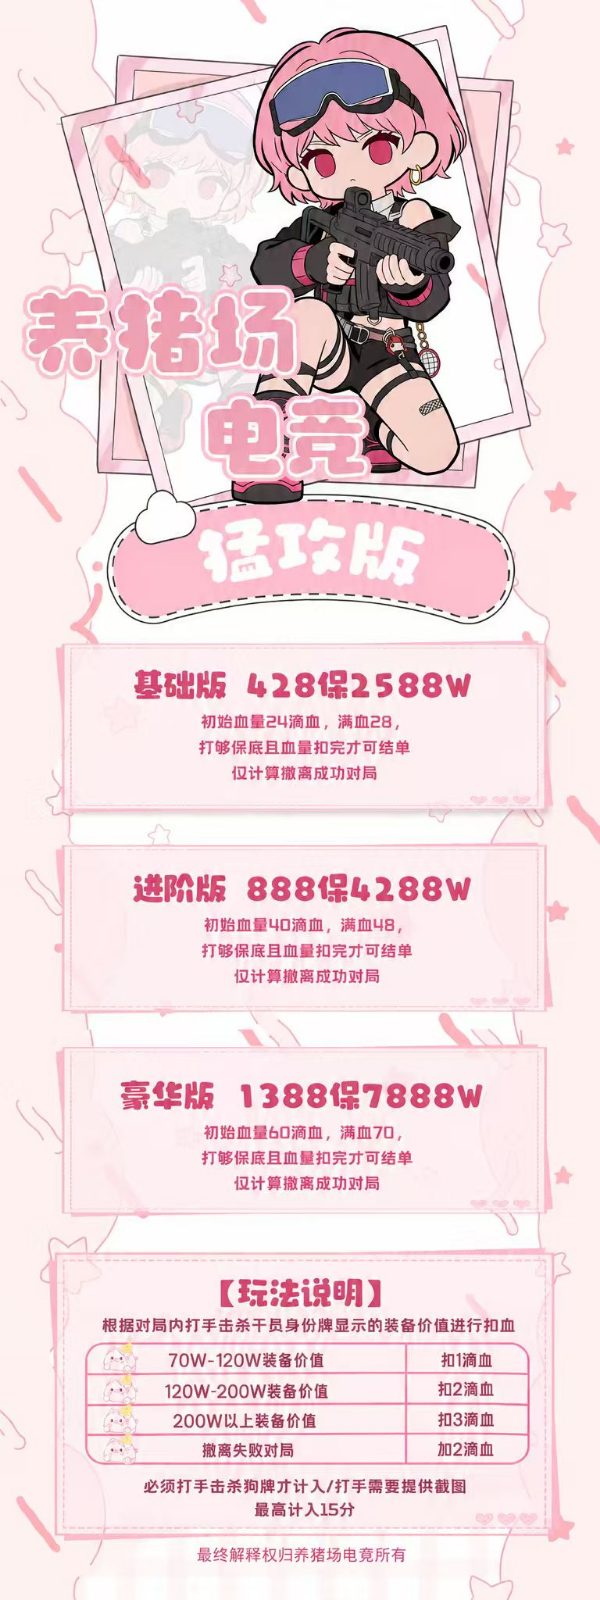 养猪场
电竞
猛攻版
基础版 428保2588W
初始血量24滴血，满血28，
打够保底且血量扣完才可结单
仅计算撤离成功对局
进阶版 888保4288W
初始血量40滴血，满血48，
打够保底且血量扣完才可结单
仅计算撤离成功对局
豪华版 1388保7888W
初始血量60滴血，满血70，
打够保底且血量扣完才可结单
仅计算撤离成功对局
【玩法说明】
根据对局内打手击杀干员身份牌显示的装备价值进行扣血
70W-120W装备价值 扣1滴血
120W-200W装备价值 扣2滴血
200W以上装备价值 扣3滴血
撤离失败对局 加2滴血
必须打手击杀狗牌才计入/打手需要提供截图
最高计入15分
最终解释权归养猪场电竞所有